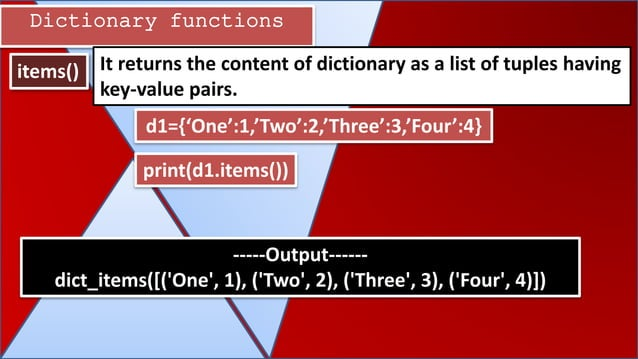 Dictionary functions
items()
It returns the content of dictionary as a list of tuples having
key-value pairs.
d1={‘One’:1,’Two’:2,’Three’:3,’Four’:4}
print(d1.items())
-----Output------
dict_items([('One', 1), ('Two', 2), ('Three', 3), ('Four', 4)])